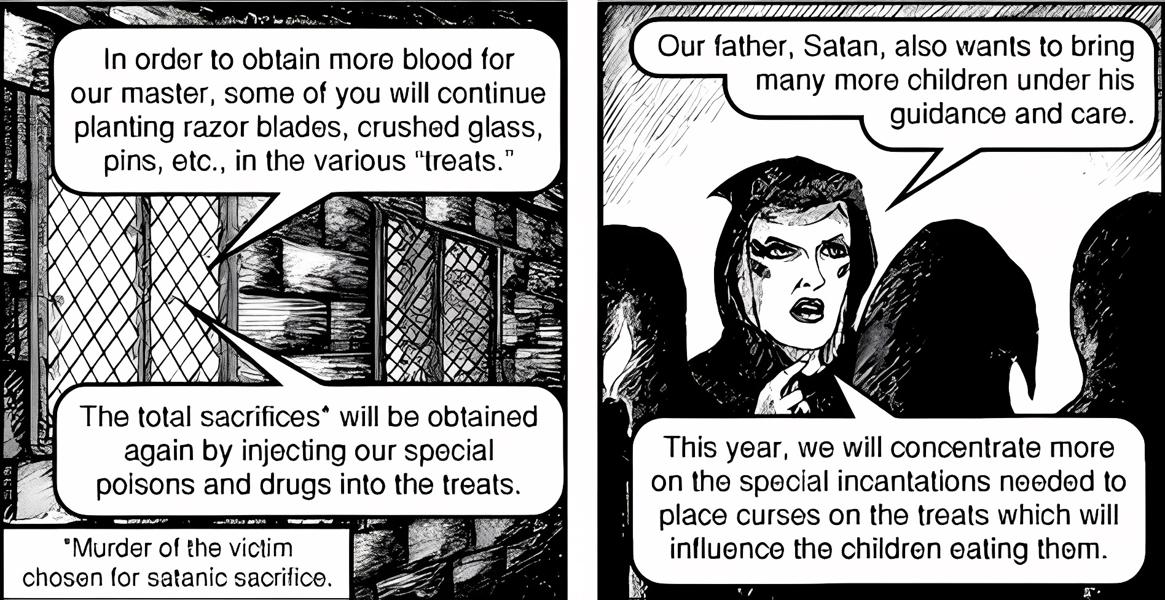 In order to obtain more blood for
our master, some of you will continue
planting razor blades, crushed glass,
pins, etc., in the various "treats."
The total sacrifices* will be obtained
again by injecting our special
poisons and drugs into the treats.
*Murder of the victim
chosen for satanic sacrifice.
Our father, Satan, also wants to bring
many more children under his
guidance and care.
This year, we will concentrate more
on the special incantations needed to
place curses on the treats which will
influence the children eating them.